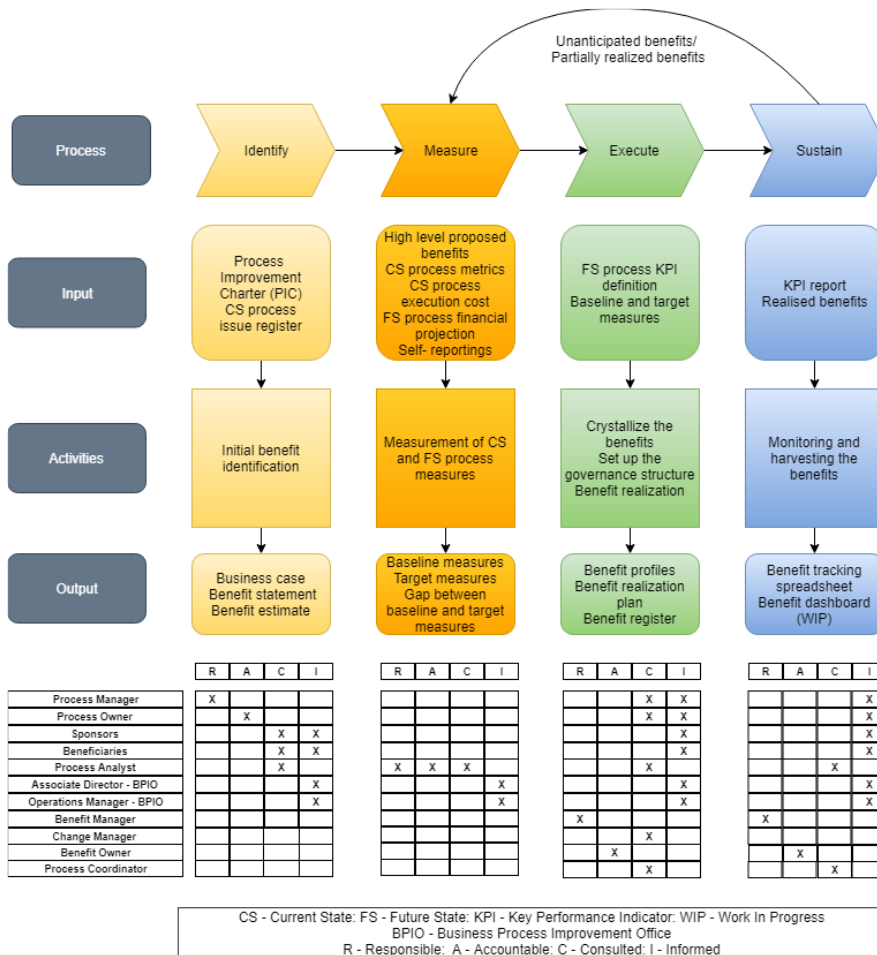 Unanticipated benefits/
Partially realized benefits
Process
Identify
Measure
Execute
Sustain
Input
Process
Improvement
Charter (PIC)
CS process
issue register
High level proposed
benefits
CS process metrics
CS process
execution cost
FS process financial
projection
Self- reportings
FS process KPI
definition
Baseline and target
measures
KPI report
Realised benefits
Activities
Initial benefit
identification
Measurement of CS
and FS process
measures
Crystallize the
benefits
Set up the
governance structure
Benefit realization
Monitoring and
harvesting the
benefits
Output
Business case
Benefit statement
Benefit estimate
Baseline measures
Target measures
Gap between
baseline and target
measures
Benefit profiles
Benefit realization
plan
Benefit register
Benefit tracking
spreadsheet
Benefit dashboard
(WIP)
R A C I R A C I R A C I R A C I
Process Manager X X X X
Process Owner X X X X
Sponsors X X X X
Beneficiaries X X X X
Process Analyst X X X X X X
Associate Director - BPIO X X X X
Operations Manager - BPIO X X X X
Benefit Manager X X
Change Manager X
Benefit Owner X X
Process Coordinator X X
CS - Current State: FS - Future State: KPI - Key Performance Indicator: WIP - Work In Progress
BPIO - Business Process Improvement Office
R - Responsible: A - Accountable: C - Consulted: I - Informed